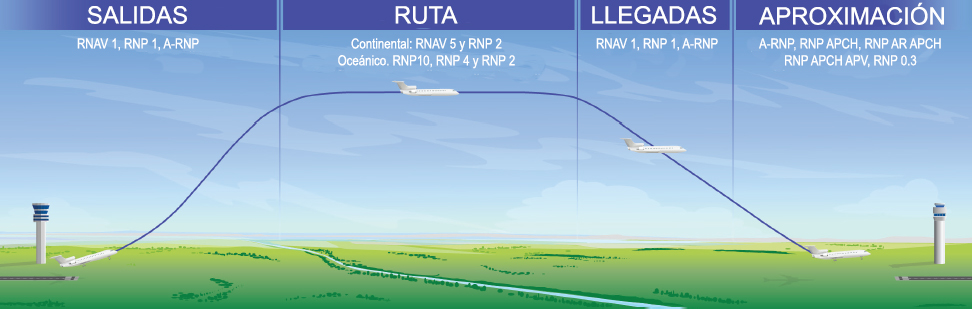 SALIDAS
RNAV 1, RNP 1, A-RNP
RUTA
Continental: RNAV 5 y RNP 2
Oceánico. RNP10, RNP 4 y RNP 2
LLEGADAS
RNAV 1, RNP 1, A-RNP
APROXIMACIÓN
A-RNP, RNP APCH, RNP AR APCH
RNP APCH APV, RNP 0.3